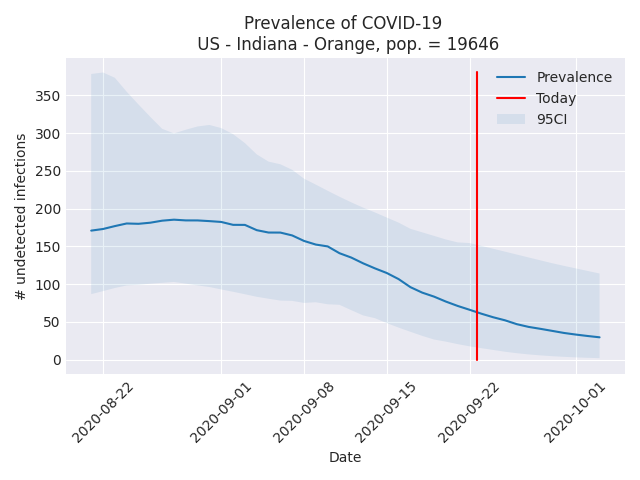 Prevalence of COVID-19
US - Indiana - Orange, pop. = 19646
Prevalence
Today
95CI
# undetected infections
350
300
250
200
150
100
50
0
2020-08-22
2020-09-01
2020-09-08
2020-09-15
2020-09-22
2020-10-01
Date